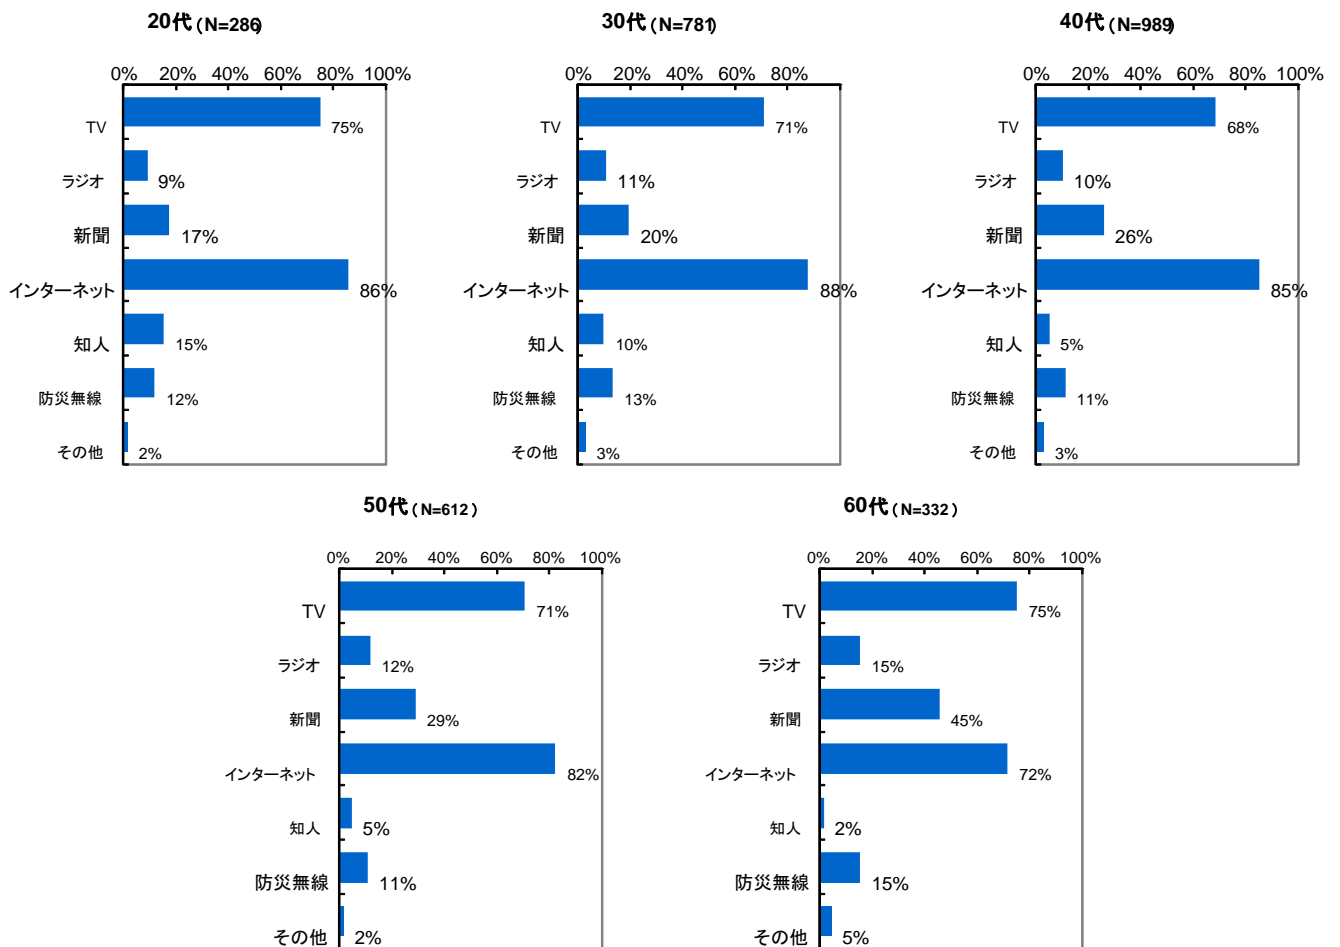 20代(N=286)
0% 20% 40% 60% 80% 100%
TV 75%
ラジオ 9%
新聞 17%
インターネット 86%
知人 15%
防災無線 12%
その他 2%
30代(N=781)
0% 20% 40% 60% 80%
TV 71%
ラジオ 11%
新聞 20%
インターネット 88%
知人 10%
防災無線 13%
その他 3%
40代(N=989)
0% 20% 40% 60% 80% 100%
TV 68%
ラジオ 10%
新聞 26%
インターネット 85%
知人 5%
防災無線 11%
その他 3%
50代(N=612)
0% 20% 40% 60% 80% 100%
TV 71%
ラジオ 12%
新聞 29%
インターネット 82%
知人 5%
防災無線 11%
その他 2%
60代(N=332)
0% 20% 40% 60% 80% 100%
TV 75%
ラジオ 15%
新聞 45%
インターネット 72%
知人 2%
防災無線 15%
その他 5%